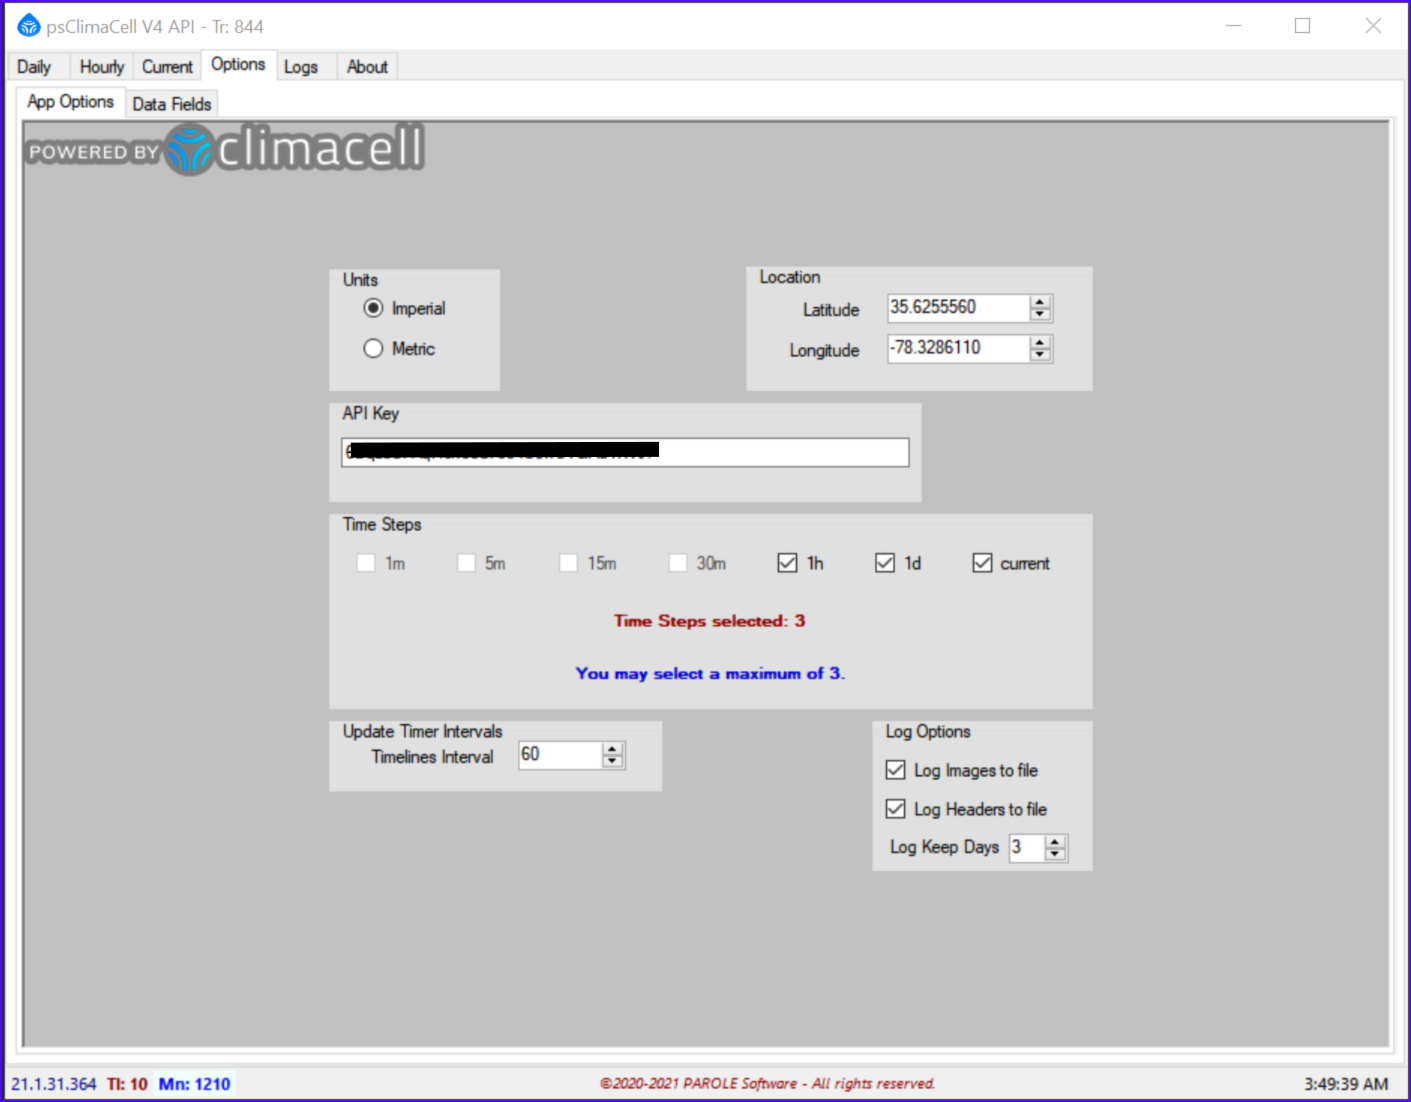 psClimaCell V4 API - Tr: 844
Daily Hourly Current Options Logs About
App Options Data Fields
POWERED BY climacell
Units
Imperial
Metric
Location
Latitude 35.6255560
Longitude -78.3286110
API Key
Time Steps
1m 5m 15m 30m 1h 1d current
Time Steps selected: 3
You may select a maximum of 3.
Update Timer Intervals
Timelines Interval 60
Log Options
Log Images to file
Log Headers to file
Log Keep Days 3
21.1.31.364 Tl: 10 Mn: 1210 ©2020-2021 PAROLE Software - All rights reserved. 3:49:39 AM